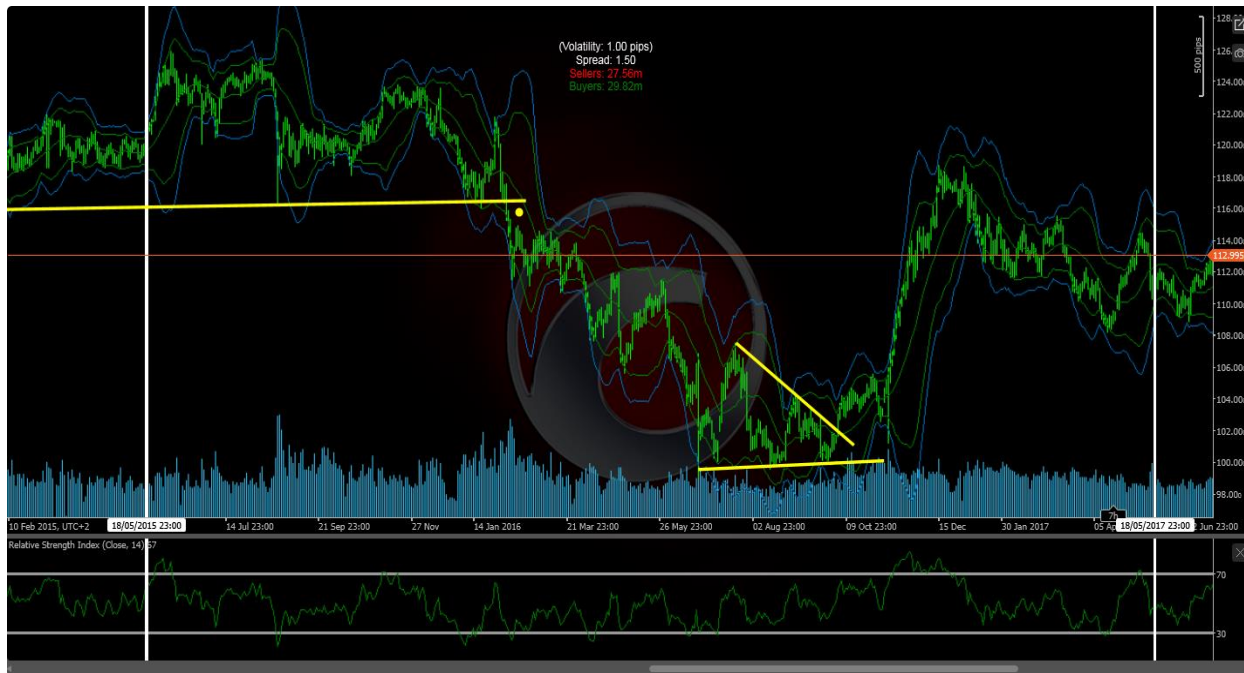 (Volatility: 1.00 pips)
Spread: 1.50
Sellers: 27.56m
Buyers: 29.82m
500 pips
126.00
124.00
122.00
120.00
118.00
116.00
114.00
112.995
112.00
110.00
108.00
106.00
104.00
102.00
100.00
98.00
7h
10 Feb 2015, UTC+2 18/05/2015 23:00 14 Jul 23:00 21 Sep 23:00 27 Nov 14 Jan 2016 21 Mar 23:00 26 May 23:00 02 Aug 23:00 09 Oct 23:00 15 Dec 30 Jan 2017 18/05/2017 23:00 Jun 23:00
Relative Strength Index (Close, 14) 57
70
30